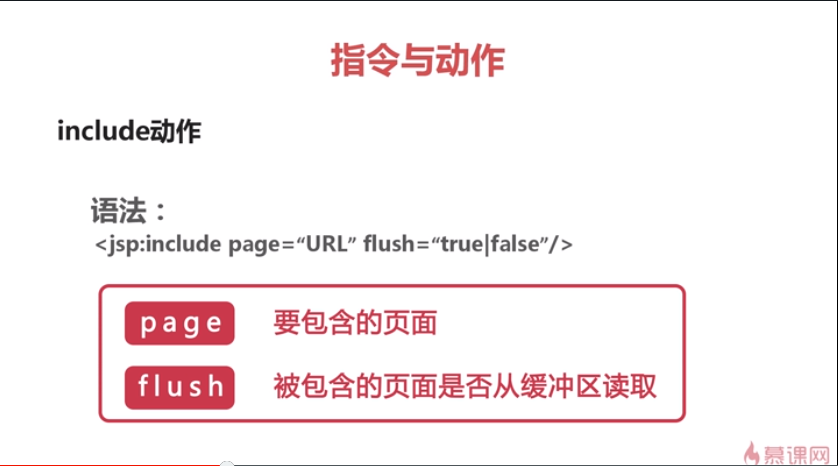 指令与动作
include动作
语法：
<jsp:include page=“URL” flush=“true|false”/>
page 要包含的页面
flush 被包含的页面是否从缓冲区读取
慕课网